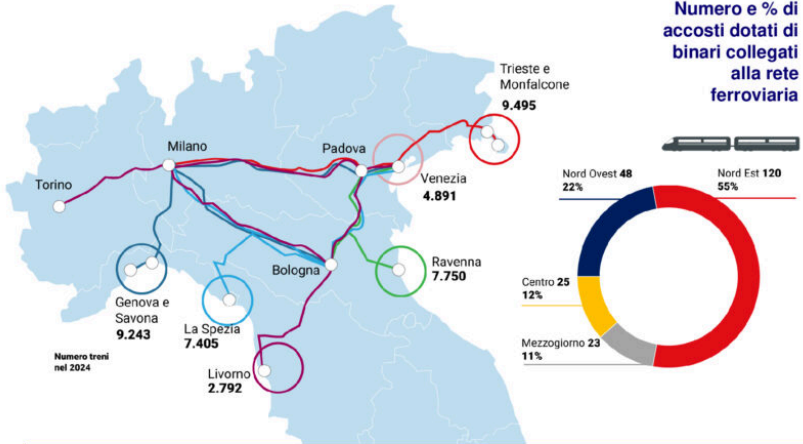 Numero e % di
accosti dotati di
binari collegati
alla rete
ferroviaria
Trieste e
Monfalcone
9.495
Milano
Padova
Venezia
4.891
Torino
Bologna
Ravenna
7.750
Genova e
Savona
9.243
La Spezia
7.405
Livorno
2.792
Numero treni
nel 2024
Nord Ovest 48
22%
Nord Est 120
55%
Centro 25
12%
Mezzogiorno 23
11%